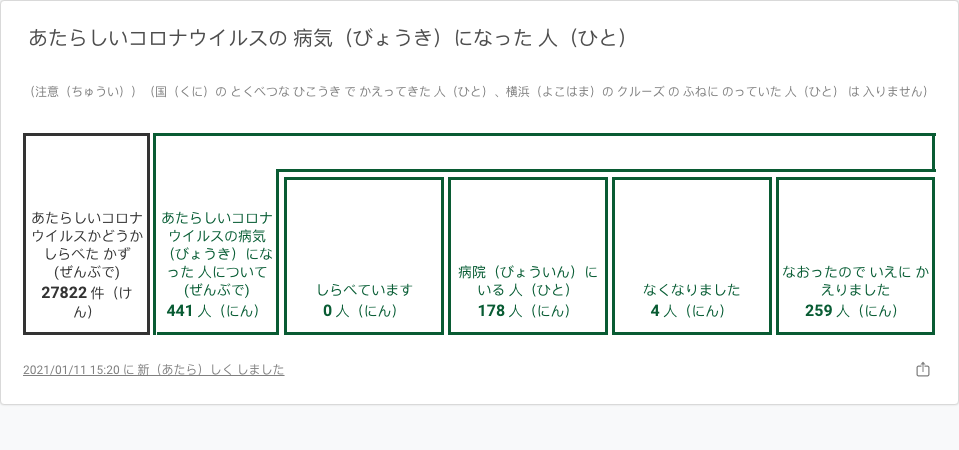 あたらしいコロナウイルスの 病気（びょうき）になった 人（ひと）
（注意（ちゅうい））（国（くに）の とくべつな ひこうき で かえってきた 人（ひと）、横浜（よこはま）の クルーズ の ふねに のっていた 人（ひと） は 入りません）
あたらしいコロナ
ウイルスかどうか
しらべた かず
(ぜんぶで)
27822 件（け
ん）
あたらしいコロナ
ウイルスの病気
（びょうき）にな
った 人について
(ぜんぶで)
441 人（にん）
しらべています
0 人（にん）
病院（びょういん）に
いる 人（ひと）
178 人（にん）
なくなりました
4 人（にん）
なおったので いえに か
えりました
259 人（にん）
2021/01/11 15:20 に 新（あたら）しく しました